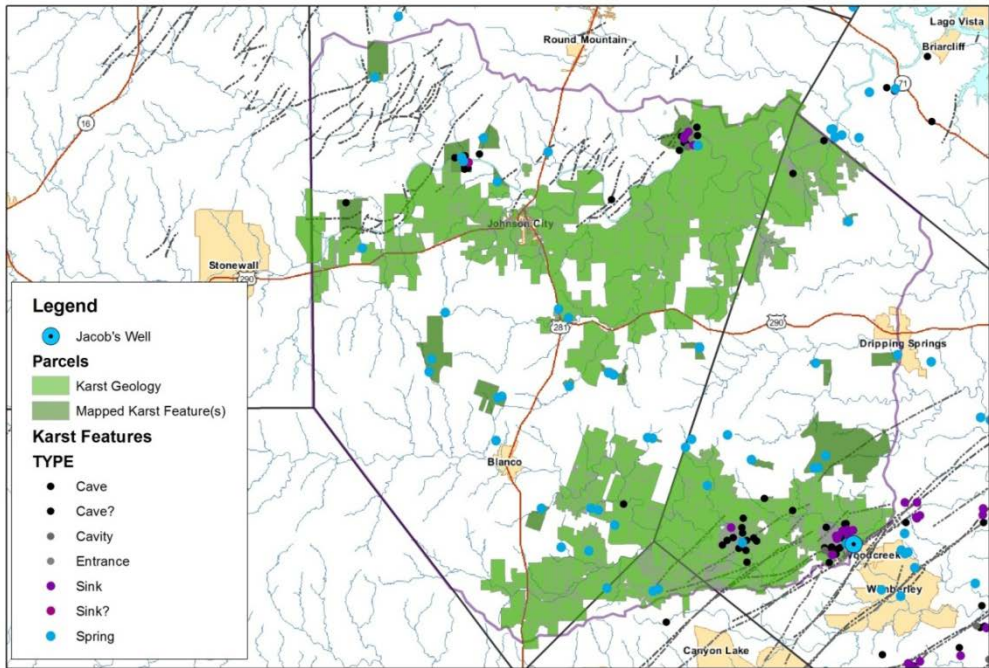 Lago Vista
Round Mountain
Briarcliff
71
16
Johnson City
Stonewall
290
281
290
Dripping Springs
Blanco
Woodcreek
Wimberley
Canyon Lake
Legend
Jacob's Well
Parcels
Karst Geology
Mapped Karst Feature(s)
Karst Features
TYPE
Cave
Cave?
Cavity
Entrance
Sink
Sink?
Spring